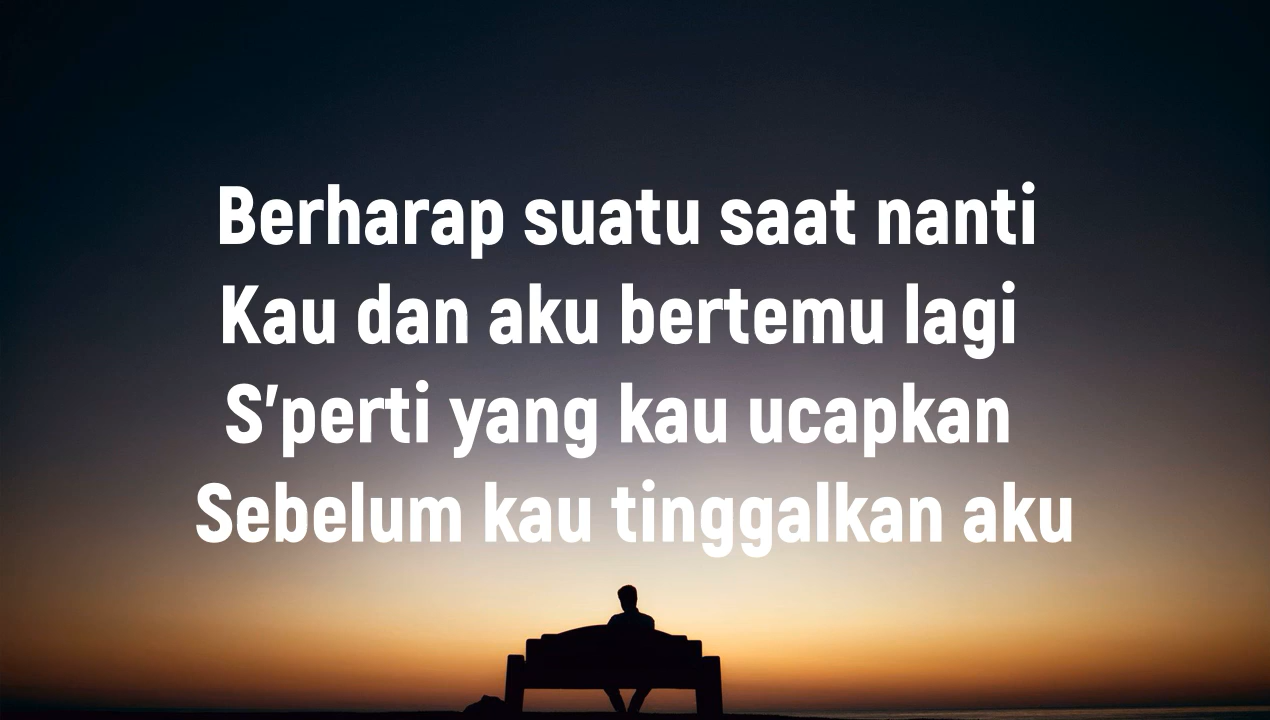 Berharap suatu saat nanti
Kau dan aku bertemu lagi
S'perti yang kau ucapkan
Sebelum kau tinggalkan aku